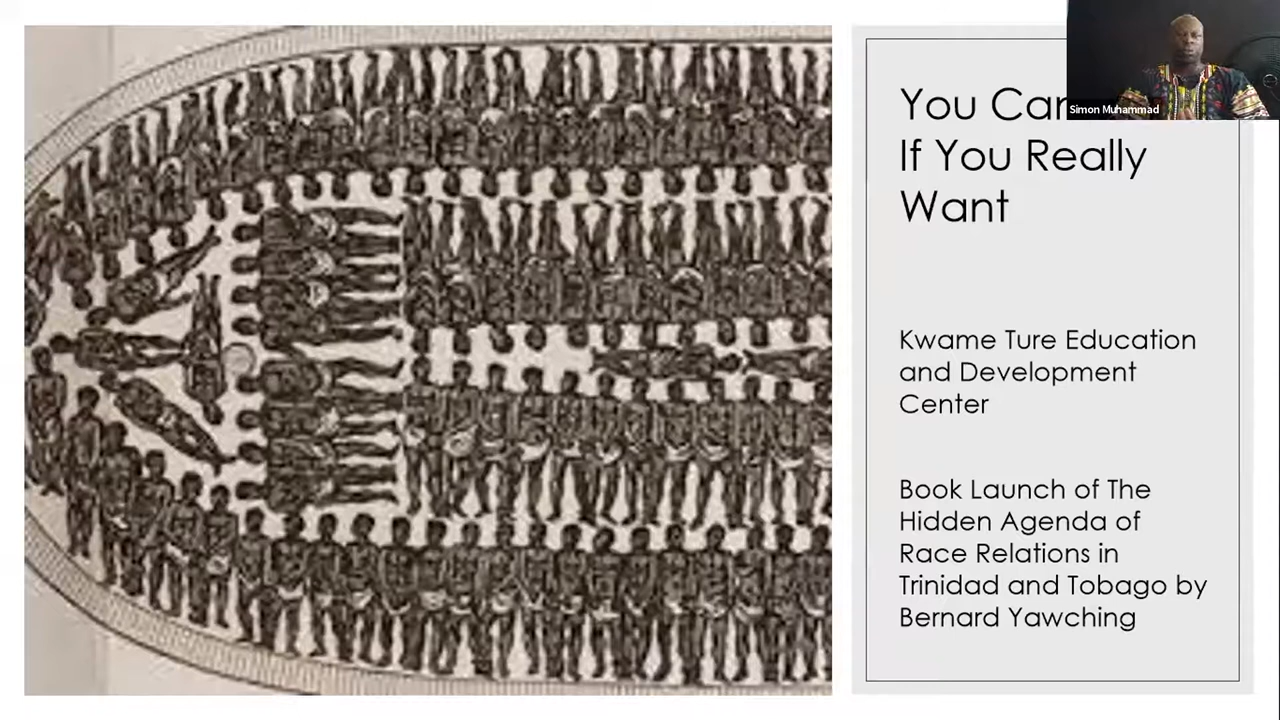 You Can
If You Really
Want
Simon Muhammad
Kwame Ture Education
and Development
Center
Book Launch of The
Hidden Agenda of
Race Relations in
Trinidad and Tobago by
Bernard Yawching